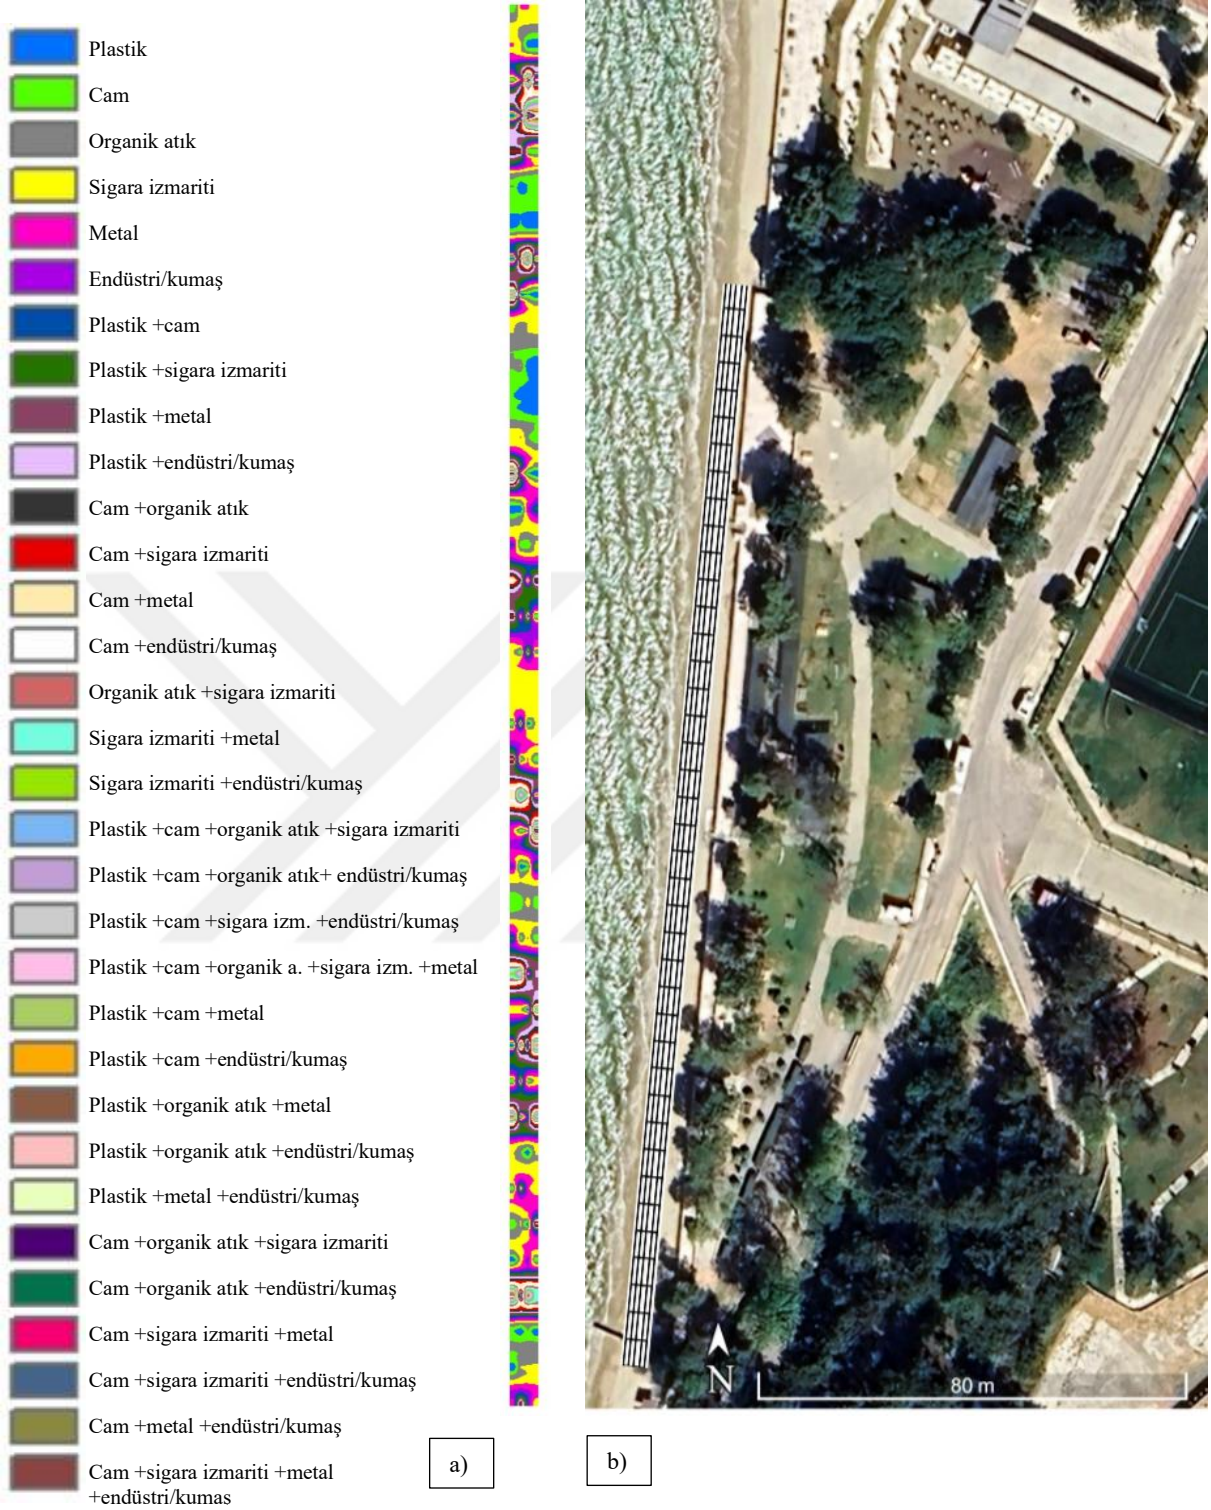 Plastik
Cam
Organik atık
Sigara izmariti
Metal
Endüstri/kumaş
Plastik +cam
Plastik +sigara izmariti
Plastik +metal
Plastik +endüstri/kumaş
Cam +organik atık
Cam +sigara izmariti
Cam +metal
Cam +endüstri/kumaş
Organik atık +sigara izmariti
Sigara izmariti +metal
Sigara izmariti +endüstri/kumaş
Plastik +cam +organik atık +sigara izmariti
Plastik +cam +organik atık+ endüstri/kumaş
Plastik +cam +sigara izm. +endüstri/kumaş
Plastik +cam +organik a. +sigara izm. +metal
Plastik +cam +metal
Plastik +cam +endüstri/kumaş
Plastik +organik atık +metal
Plastik +organik atık +endüstri/kumaş
Plastik +metal +endüstri/kumaş
Cam +organik atık +sigara izmariti
Cam +organik atık +endüstri/kumaş
Cam +sigara izmariti +metal
Cam +sigara izmariti +endüstri/kumaş
Cam +metal +endüstri/kumaş
Cam +sigara izmariti +metal
+endüstri/kumaş
a)
N
80 m
b)